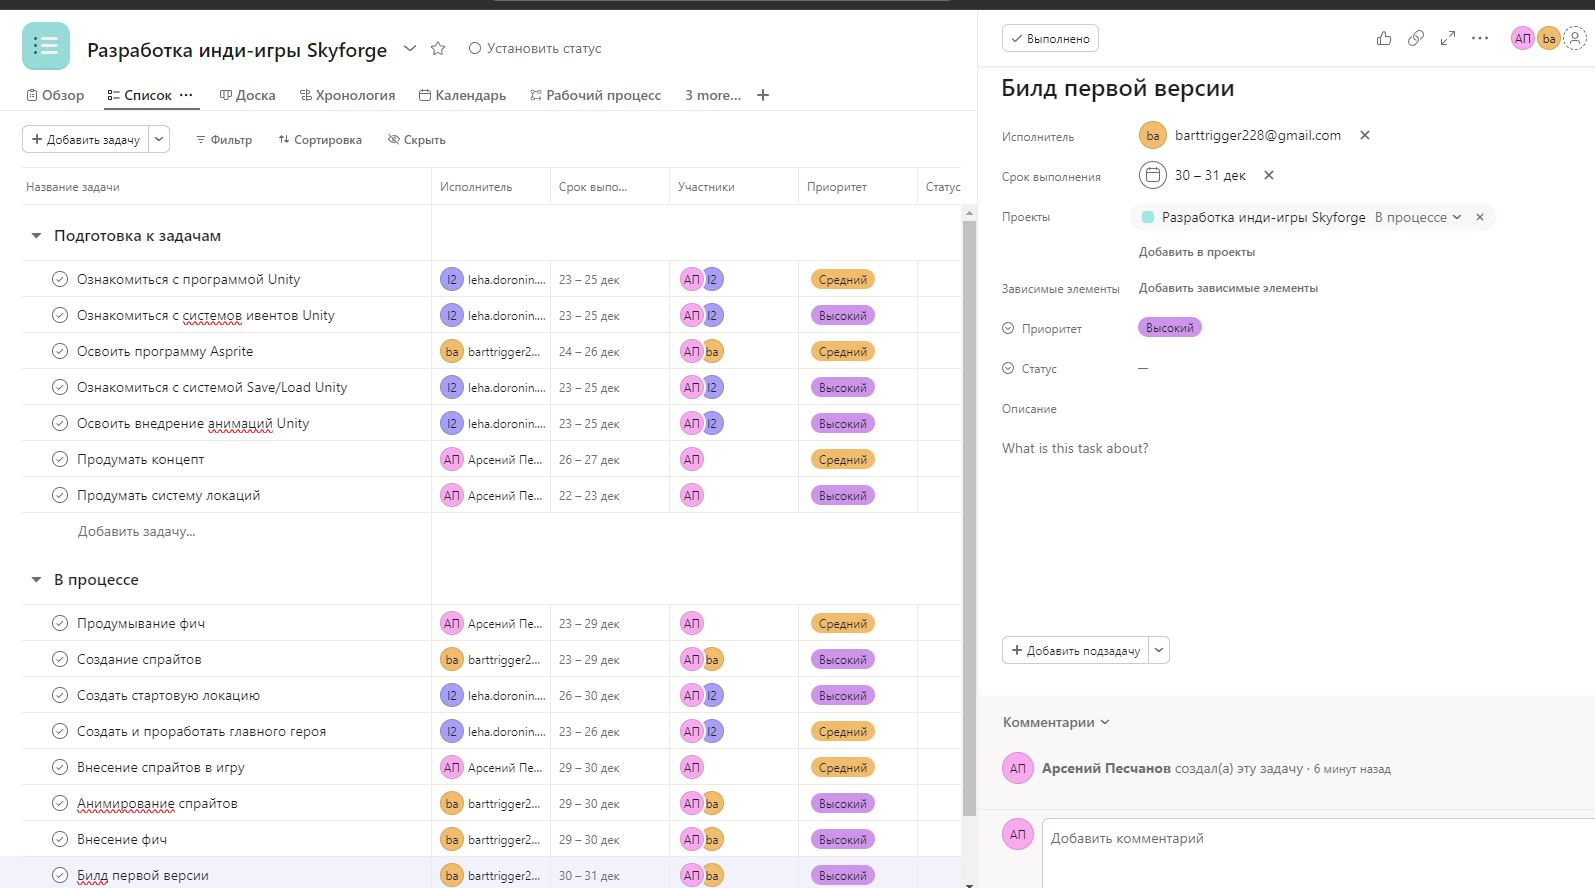 Разработка инди-игры Skyforge
Установить статус
Обзор
Список
Доска
Хронология
Календарь
Рабочий процесс
3 more...
Добавить задачу
Фильтр
Сортировка
Скрыть
Название задачи Исполнитель Срок выпо... Участники Приоритет Статус
Подготовка к задачам
Ознакомиться с программой Unity l2 leha.doronin.... 23 – 25 дек АП l2 Средний
Ознакомиться с системов ивентов Unity l2 leha.doronin.... 23 – 25 дек АП l2 Высокий
Освоить программу Asprite ba barttrigger2... 24 – 26 дек АП ba Средний
Ознакомиться с системой Save/Load Unity l2 leha.doronin.... 23 – 25 дек АП l2 Высокий
Освоить внедрение анимаций Unity l2 leha.doronin.... 23 – 25 дек АП l2 Высокий
Продумать концепт АП Арсений Пе... 26 – 27 дек АП Средний
Продумать систему локаций АП Арсений Пе... 22 – 23 дек АП Высокий
Добавить задачу...
В процессе
Продумывание фич АП Арсений Пе... 23 – 29 дек АП Средний
Создание спрайтов ba barttrigger2... 23 – 29 дек АП ba Высокий
Создать стартовую локацию l2 leha.doronin.... 26 – 30 дек АП l2 Высокий
Создать и проработать главного героя l2 leha.doronin.... 23 – 26 дек АП l2 Средний
Внесение спрайтов в игру АП Арсений Пе... 29 – 30 дек АП Средний
Анимирование спрайтов ba barttrigger2... 29 – 30 дек АП ba Высокий
Внесение фич ba barttrigger2... 29 – 30 дек АП ba Высокий
Билд первой версии ba barttrigger2... 30 – 31 дек АП ba Высокий
Выполнено
АП ba
Билд первой версии
Исполнитель ba barttrigger228@gmail.com
Срок выполнения 30 – 31 дек
Проекты Разработка инди-игры Skyforge В процессе
Добавить в проекты
Зависимые элементы Добавить зависимые элементы
Приоритет Высокий
Статус —
Описание
What is this task about?
Добавить подзадачу
Комментарии
АП Арсений Песчанов создал(а) эту задачу · 6 минут назад
АП Добавить комментарий